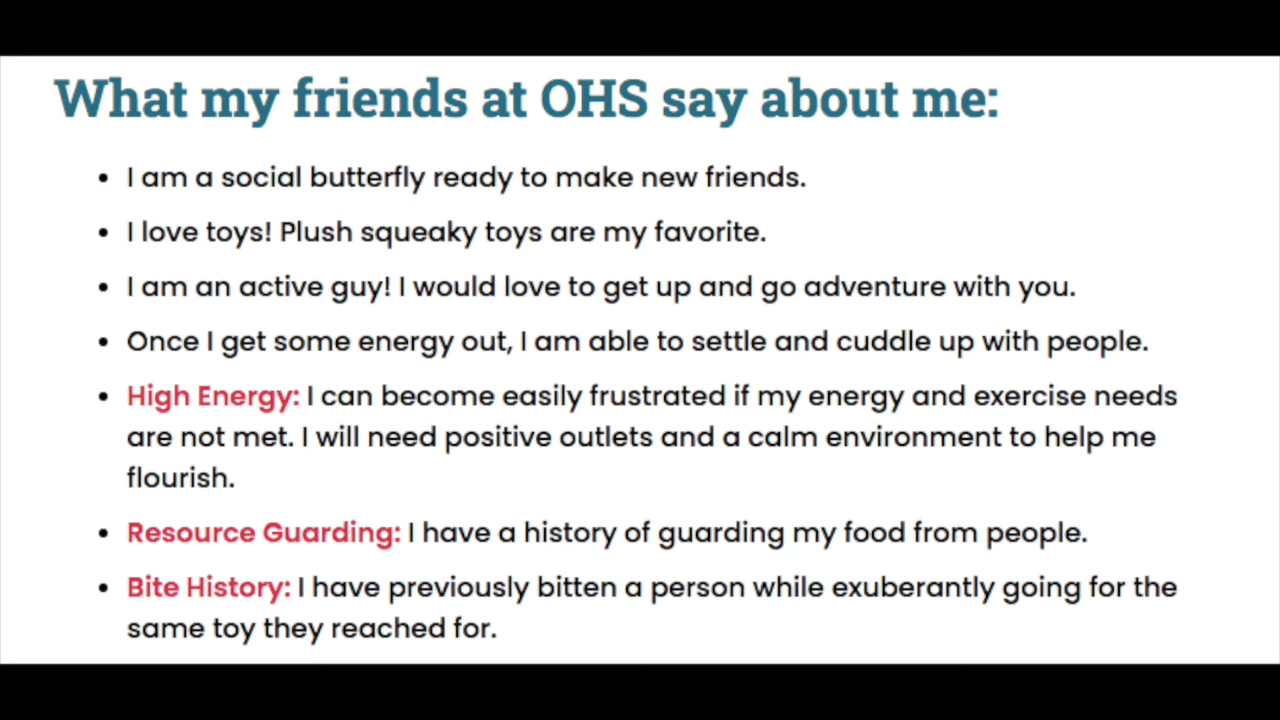 What my friends at OHS say about me:
• I am a social butterfly ready to make new friends.
• I love toys! Plush squeaky toys are my favorite.
• I am an active guy! I would love to get up and go adventure with you.
• Once I get some energy out, I am able to settle and cuddle up with people.
• High Energy: I can become easily frustrated if my energy and exercise needs
are not met. I will need positive outlets and a calm environment to help me
flourish.
• Resource Guarding: I have a history of guarding my food from people.
• Bite History: I have previously bitten a person while exuberantly going for the
same toy they reached for.